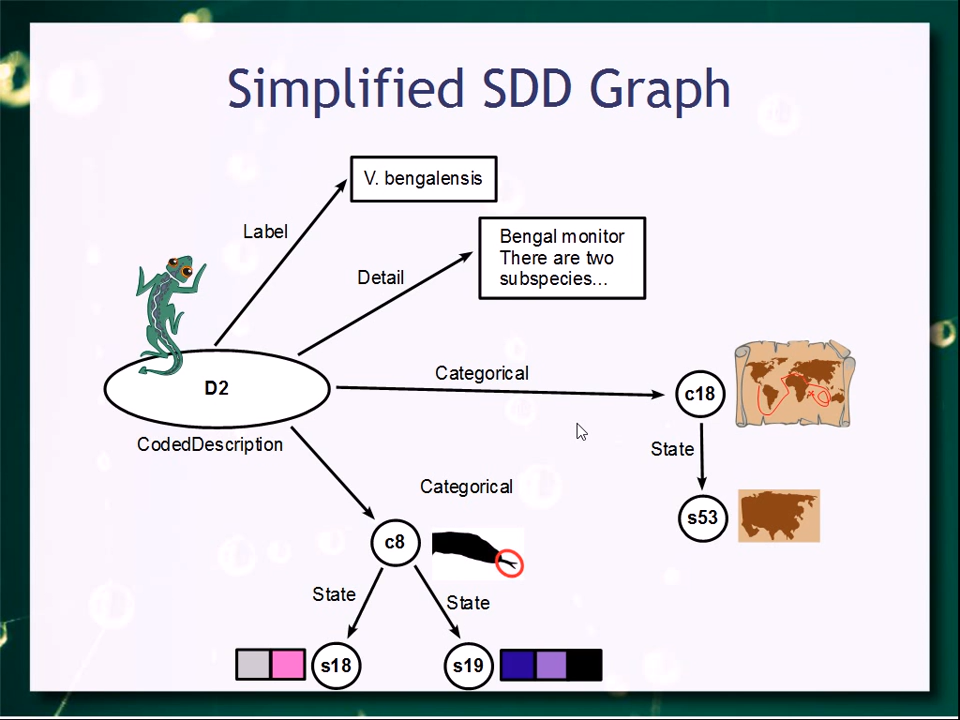 Simplified SDD Graph
V. bengalensis
Label
Bengal monitor
There are two
subspecies...
Detail
Categorical
D2
c18
CodedDescription
State
Categorical
s53
c8
State
State
s18
s19